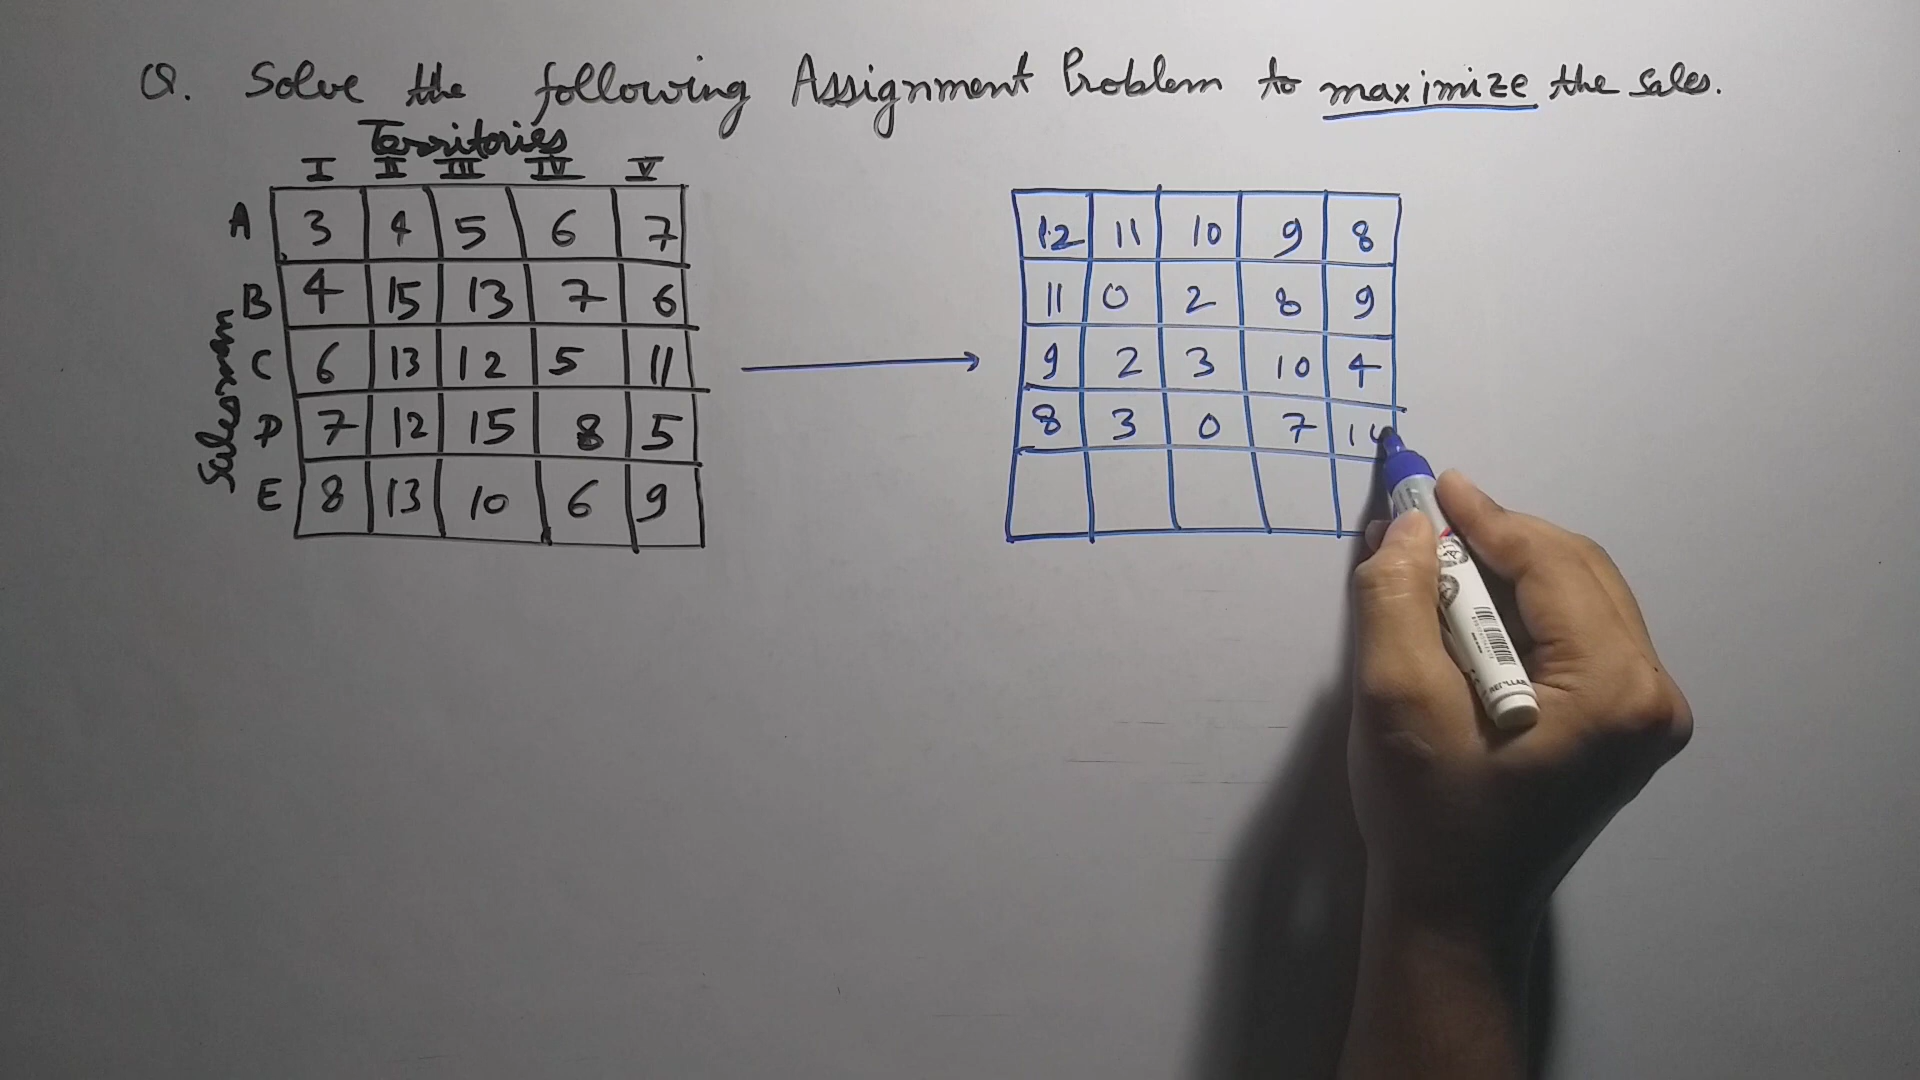 Q. Solve the following Assignment Problem to maximize the sales.
Territories
I II III IV V
Salesman
A 3 4 5 6 7
B 4 15 13 7 6
C 6 13 12 5 11
D 7 12 15 8 5
E 8 13 10 6 9
12 11 10 9 8
11 0 2 8 9
9 2 3 10 4
8 3 0 7 10